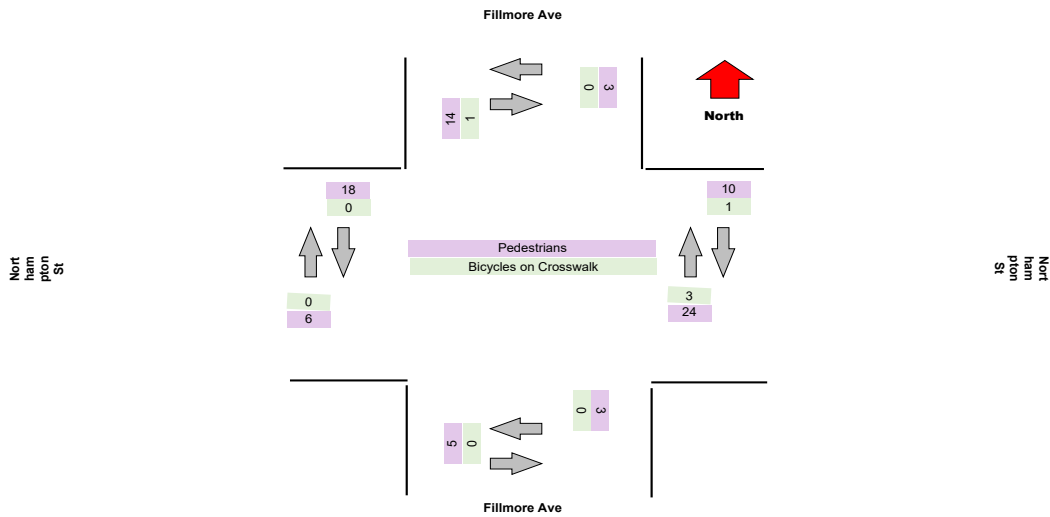 Fillmore Ave
0
3
14
1
North
18
0
10
1
Pedestrians
Bicycles on Crosswalk
Nort
ham
pton
St
Nort
ham
pton
St
0
6
3
24
0
3
5
0
Fillmore Ave